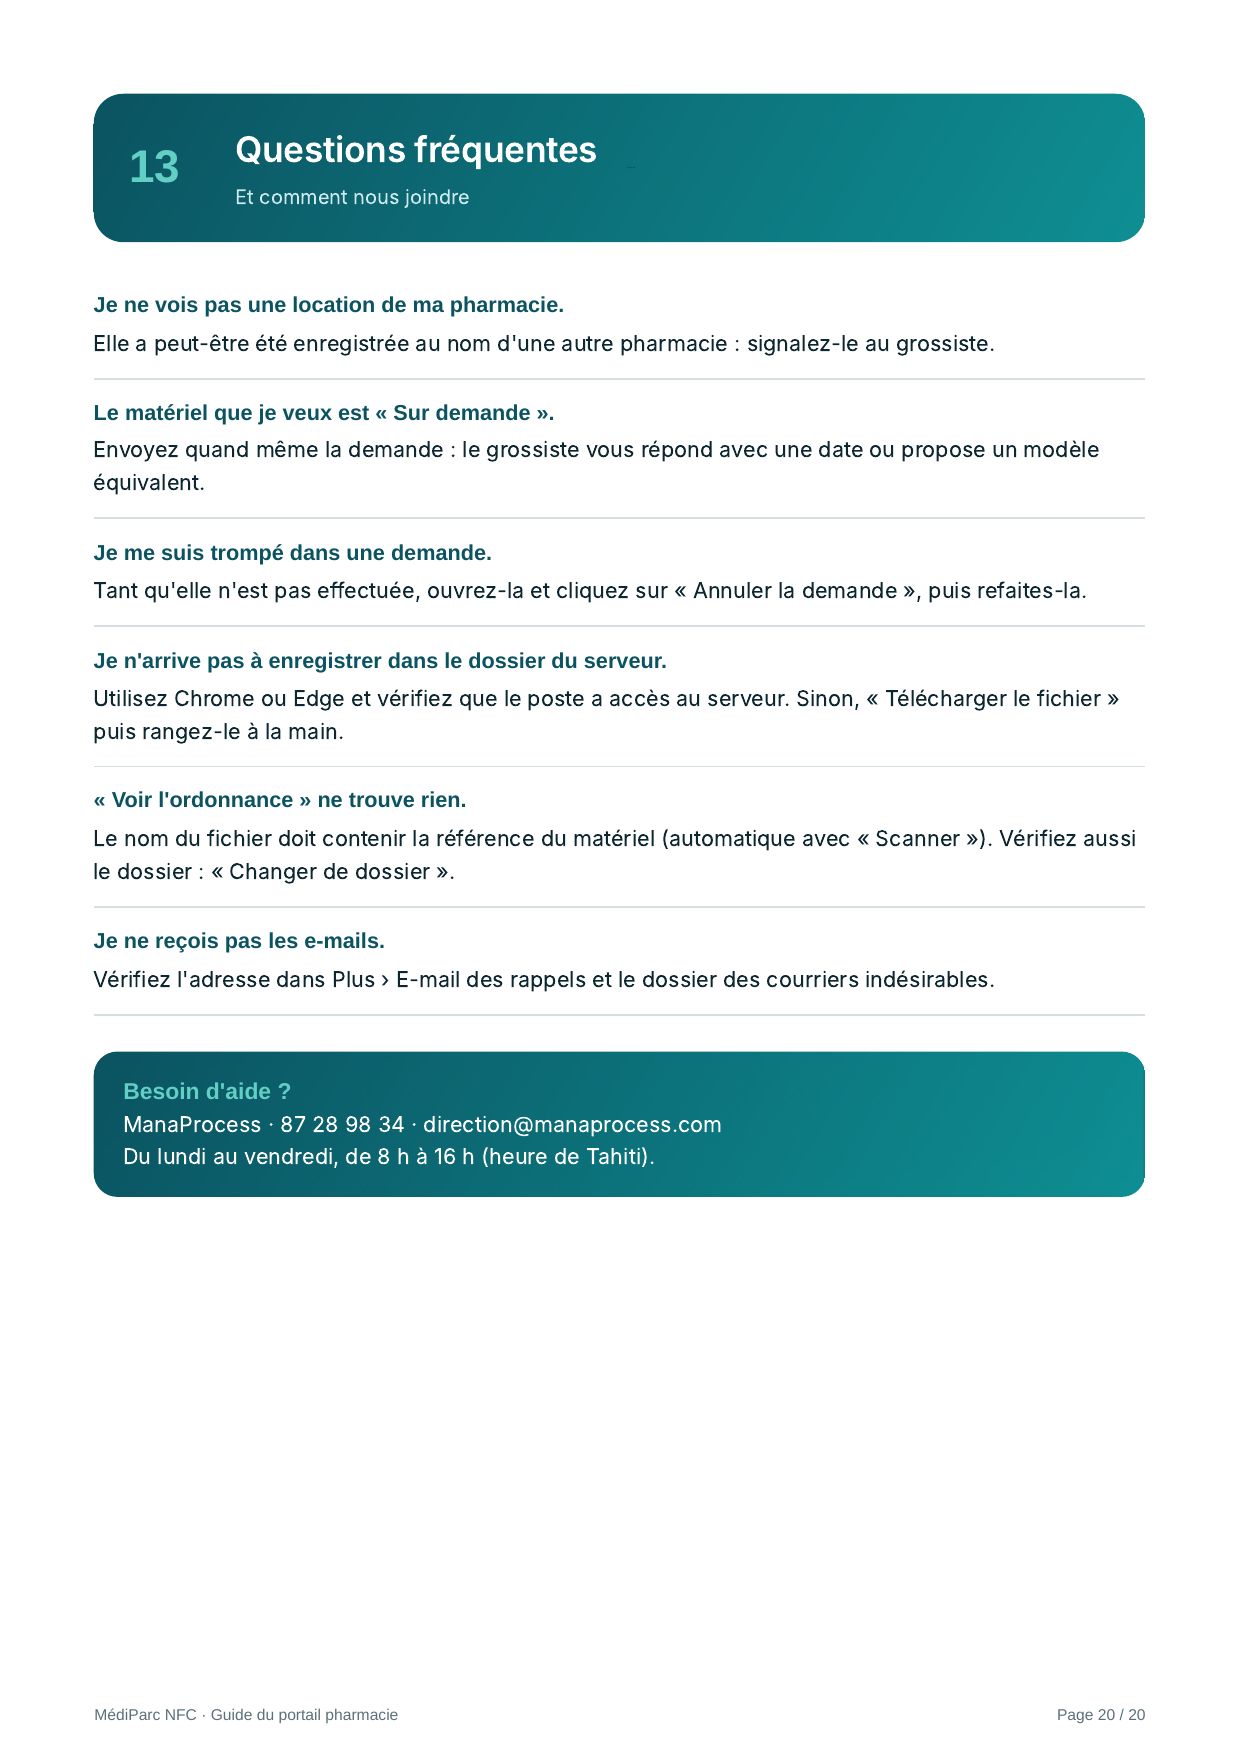 13
Questions fréquentes
Et comment nous joindre
Je ne vois pas une location de ma pharmacie.
Elle a peut-être été enregistrée au nom d'une autre pharmacie : signalez-le au grossiste.
Le matériel que je veux est « Sur demande ».
Envoyez quand même la demande : le grossiste vous répond avec une date ou propose un modèle
équivalent.
Je me suis trompé dans une demande.
Tant qu'elle n'est pas effectuée, ouvrez-la et cliquez sur « Annuler la demande », puis refaites-la.
Je n'arrive pas à enregistrer dans le dossier du serveur.
Utilisez Chrome ou Edge et vérifiez que le poste a accès au serveur. Sinon, « Télécharger le fichier »
puis rangez-le à la main.
« Voir l'ordonnance » ne trouve rien.
Le nom du fichier doit contenir la référence du matériel (automatique avec « Scanner »). Vérifiez aussi
le dossier : « Changer de dossier ».
Je ne reçois pas les e-mails.
Vérifiez l'adresse dans Plus › E-mail des rappels et le dossier des courriers indésirables.
Besoin d'aide ?
ManaProcess · 87 28 98 34 · direction@manaprocess.com
Du lundi au vendredi, de 8 h à 16 h (heure de Tahiti).
MédiParc NFC · Guide du portail pharmacie
Page 20 / 20